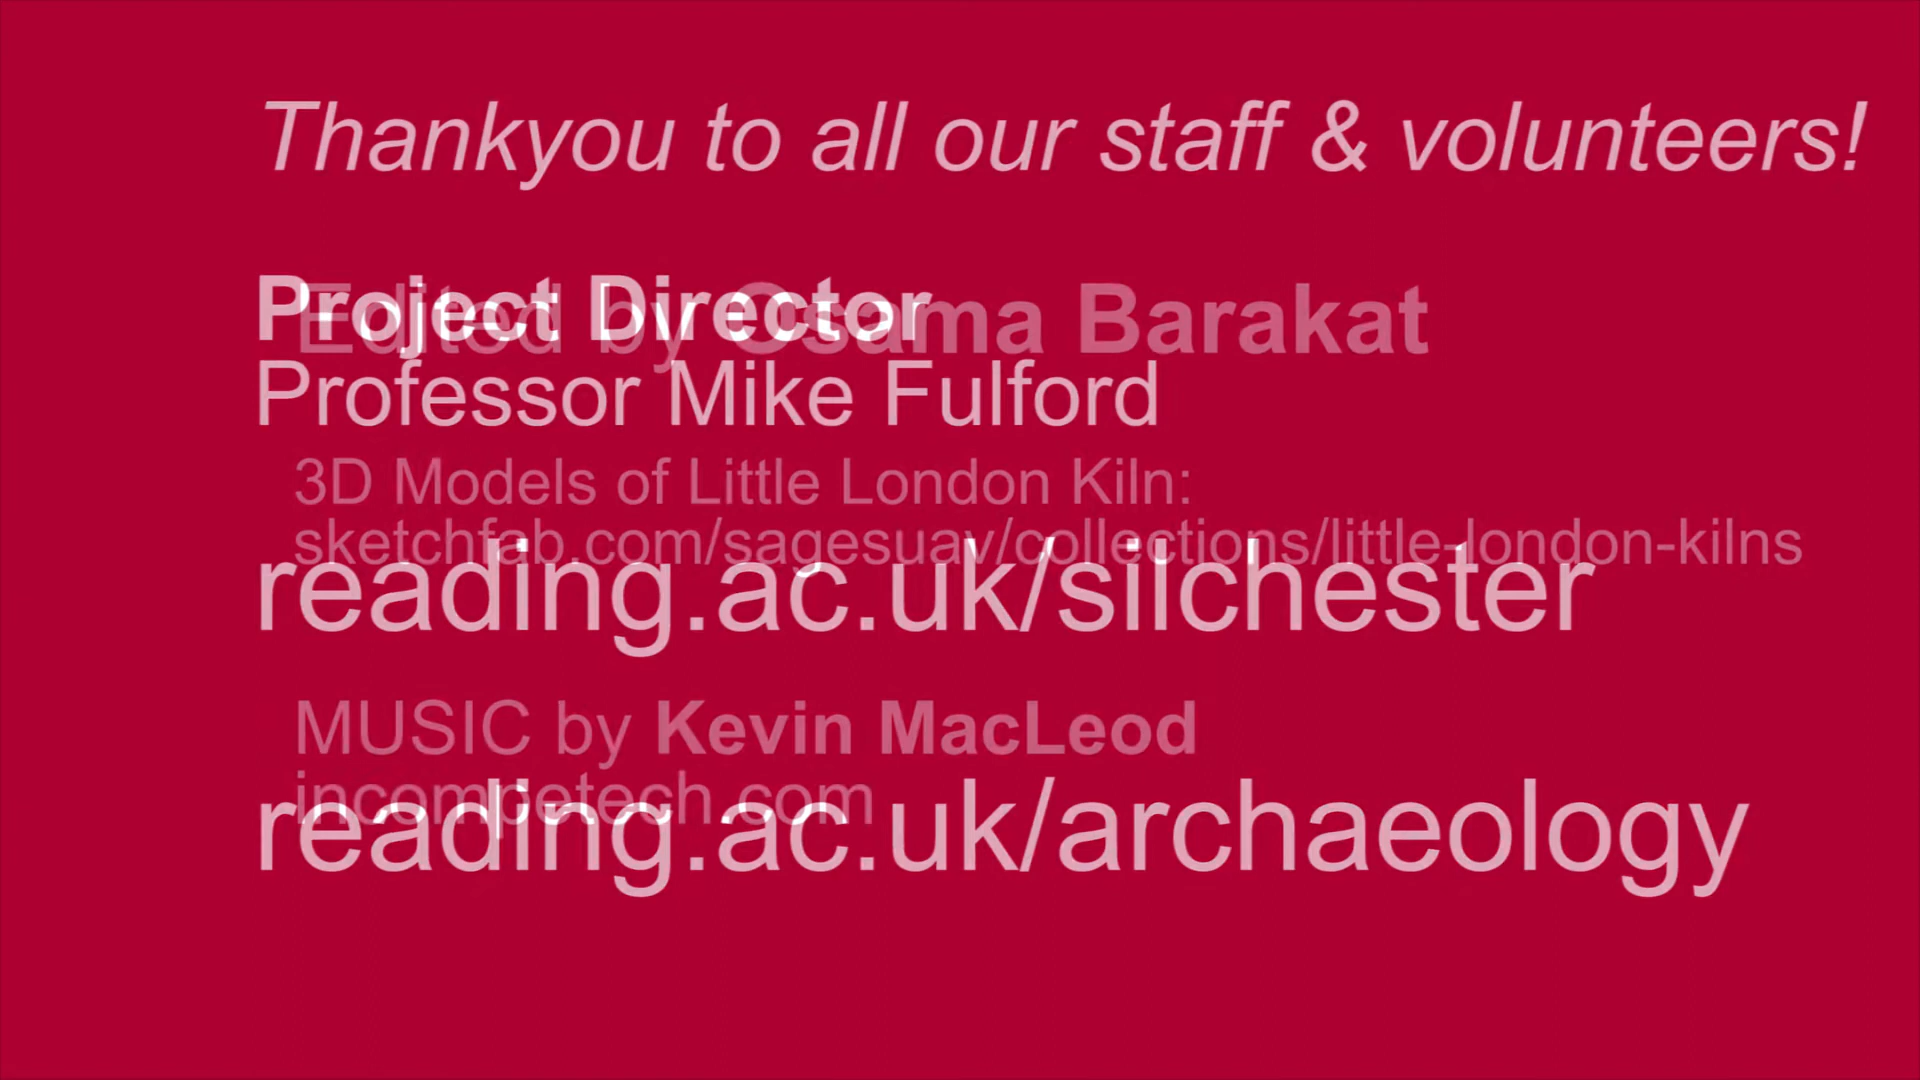 Thankyou to all our staff & volunteers!
Project Director
Edited by Osama Barakat
Professor Mike Fulford
3D Models of Little London Kiln:
sketchfab.com/sagesuav/collections/little-london-kilns
reading.ac.uk/silchester
MUSIC by Kevin MacLeod
incompetech.com
reading.ac.uk/archaeology